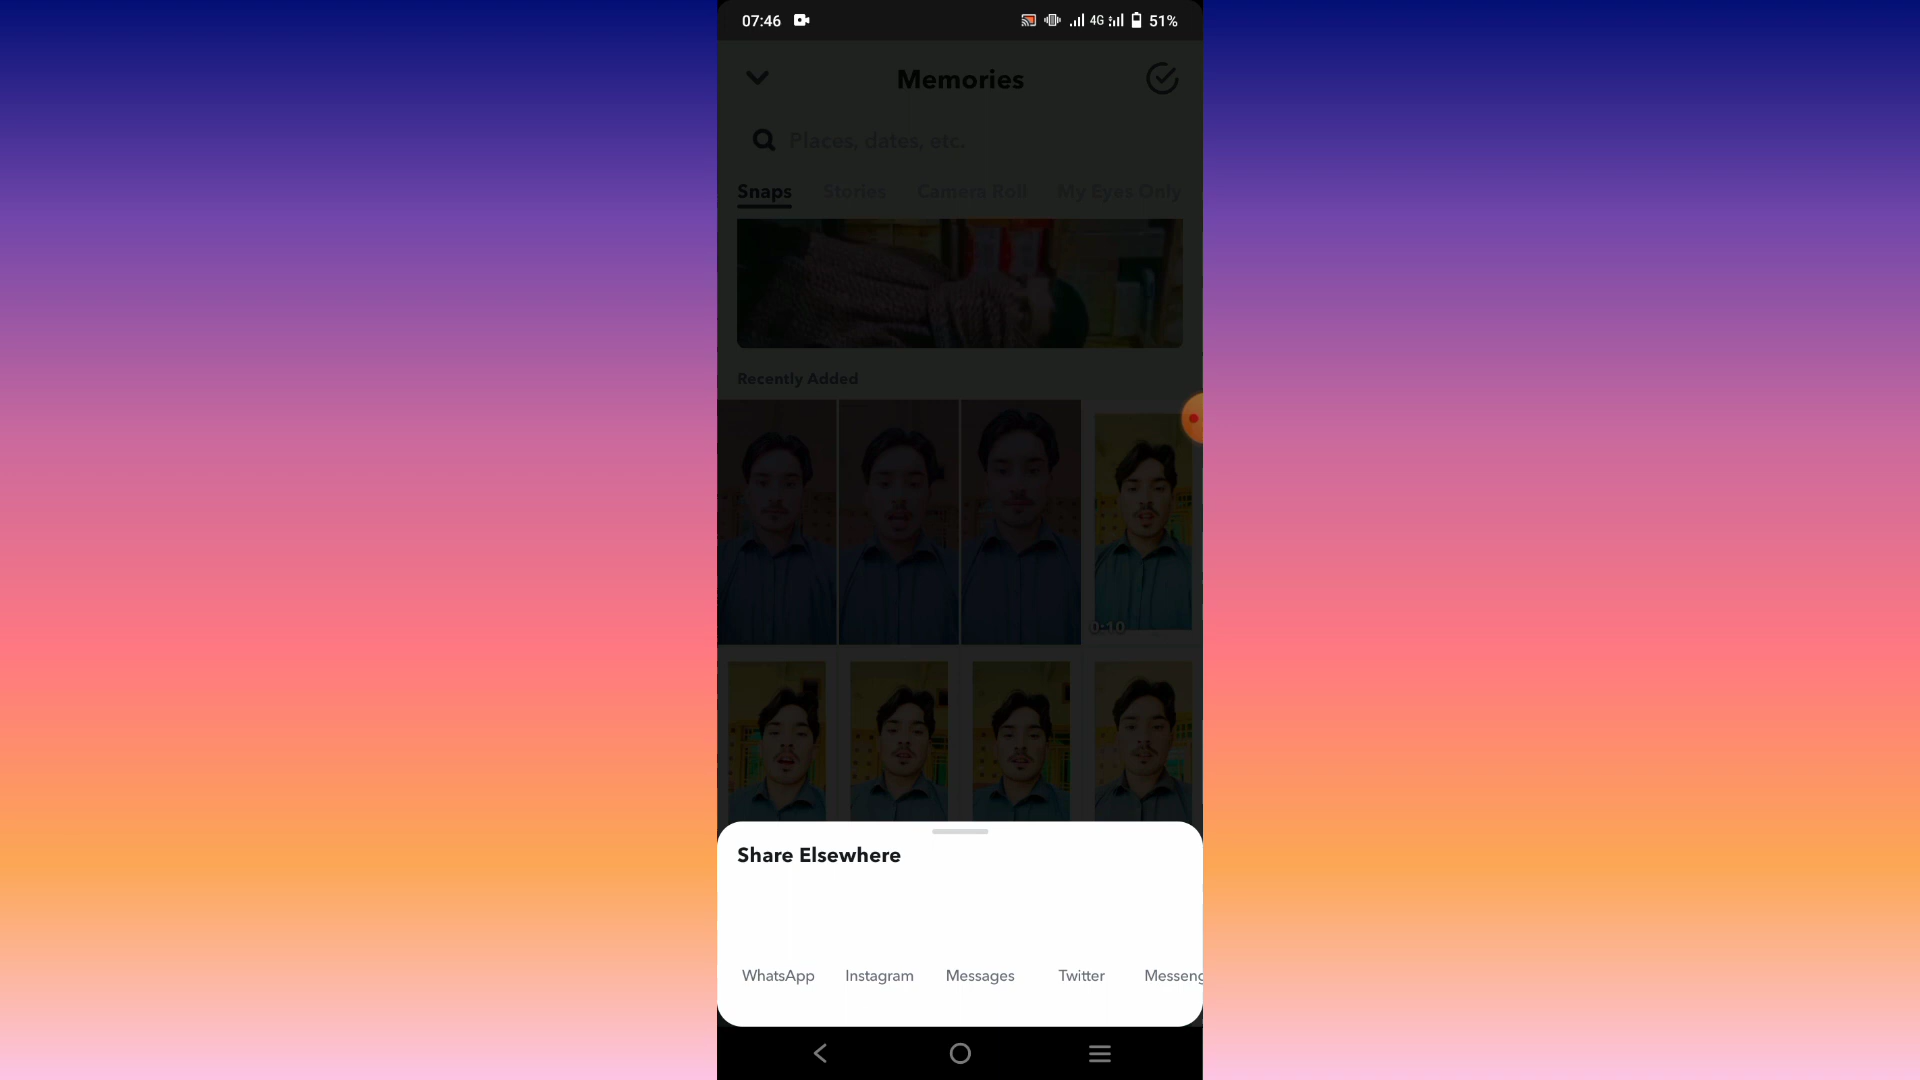 07:46 4G 51%
Memories
Places, dates, etc.
Snaps Stories Camera Roll My Eyes Only
Recently Added
0:10
Share Elsewhere
WhatsApp Instagram Messages Twitter Messeng